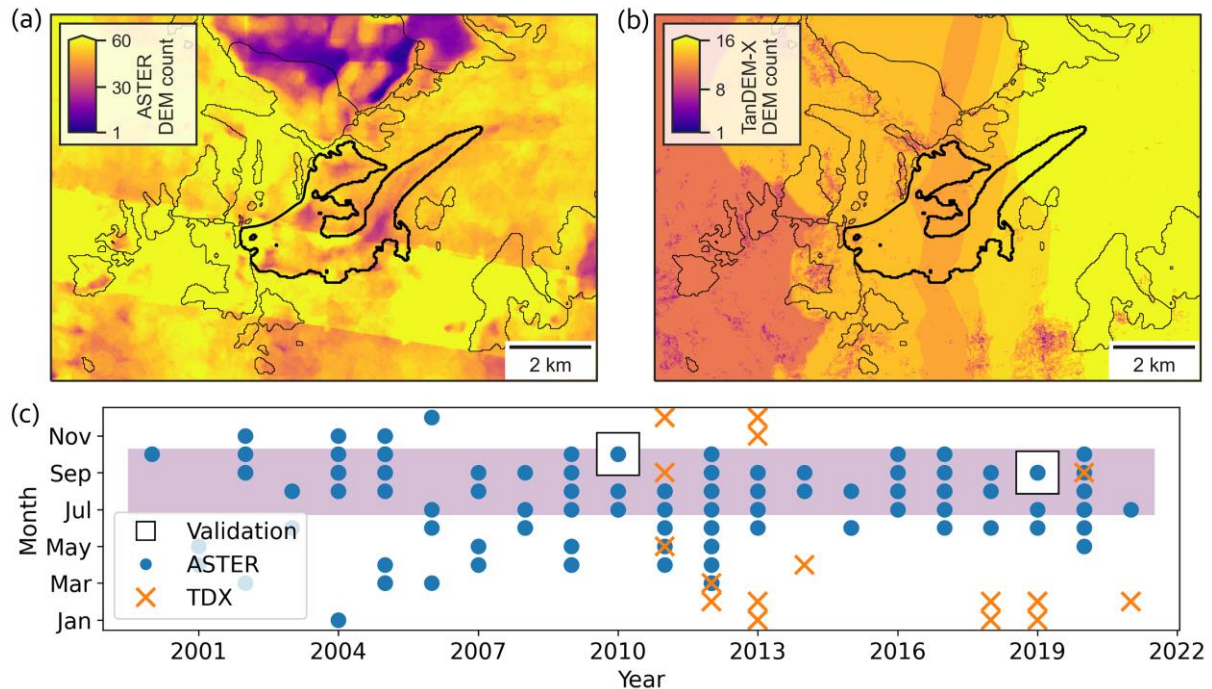 (a)
60
30
1
ASTER
DEM count
2 km
(b)
16
8
1
TanDEM-X
DEM count
2 km
(c)
Nov
Sep
Jul
May
Mar
Jan
Month
Validation
ASTER
TDX
2001 2004 2007 2010 2013 2016 2019 2022
Year